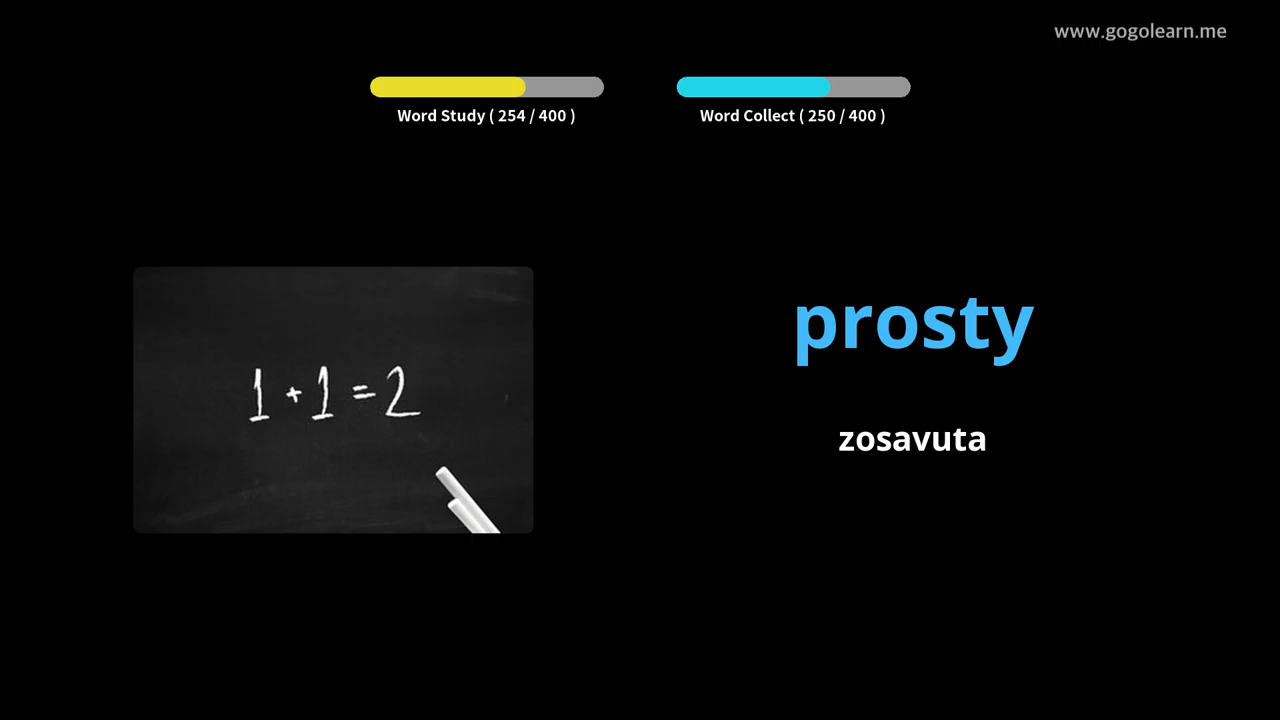 www.gogolearn.me
Word Study ( 254 / 400 )
Word Collect ( 250 / 400 )
1 + 1 = 2
prosty
zosavuta